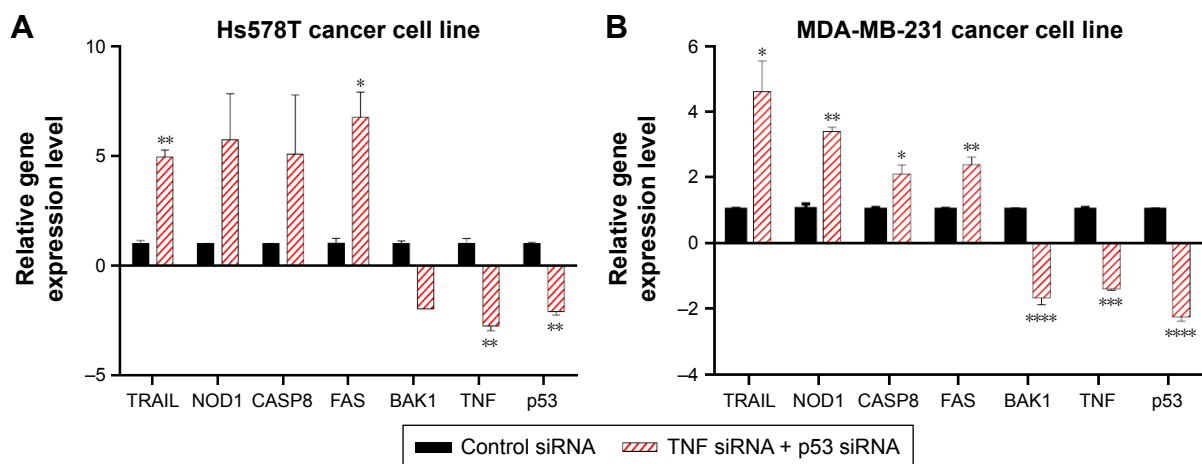 A
Hs578T cancer cell line
Relative gene
expression level
10
5
0
–5
**
*
**
**
TRAIL NOD1 CASP8 FAS BAK1 TNF p53
B
MDA-MB-231 cancer cell line
Relative gene
expression level
6
4
2
0
–2
–4
*
**
*
**
****
***
****
TRAIL NOD1 CASP8 FAS BAK1 TNF p53
Control siRNA TNF siRNA + p53 siRNA